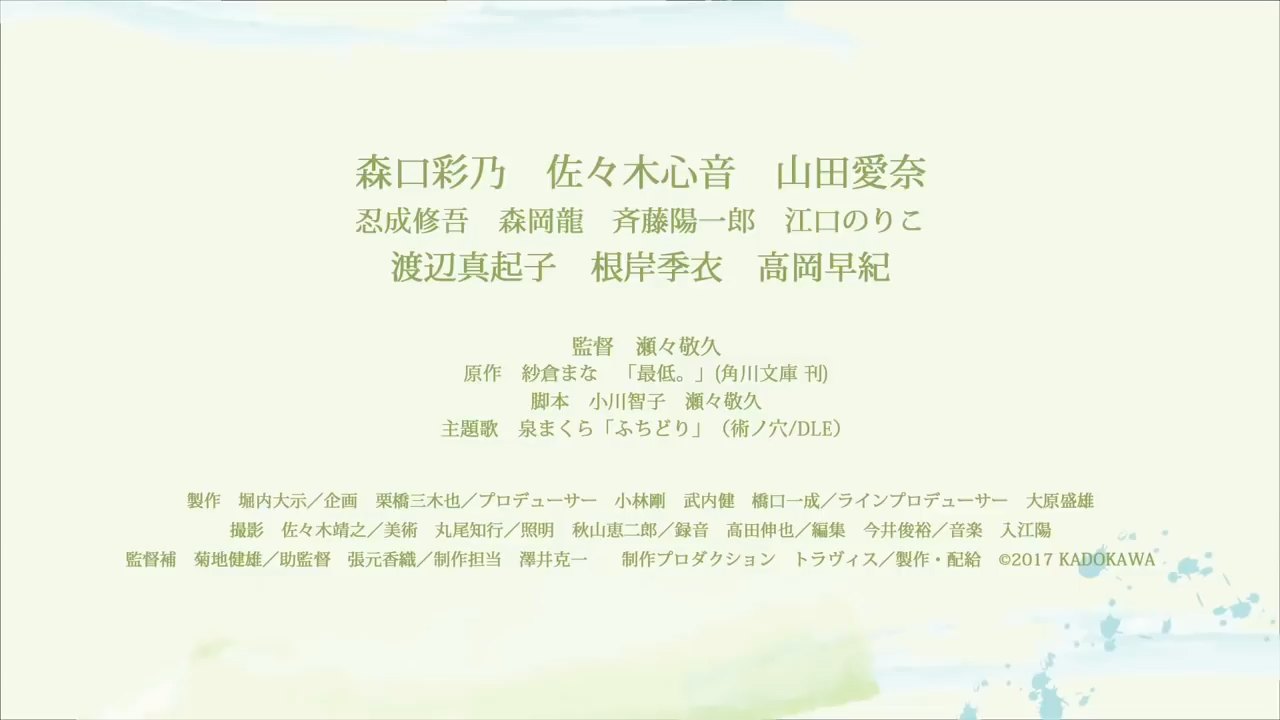 森口彩乃　佐々木心音　山田愛奈
忍成修吾　森岡龍　斉藤陽一郎　江口のりこ
渡辺真起子　根岸季衣　高岡早紀
監督　瀬々敬久
原作　紗倉まな　「最低。」(角川文庫 刊)
脚本　小川智子　瀬々敬久
主題歌　泉まくら「ふちどり」（術ノ穴/DLE）
製作　堀内大示／企画　栗橋三木也／プロデューサー　小林剛　武内健　橋口一成／ラインプロデューサー　大原盛雄
撮影　佐々木靖之／美術　丸尾知行／照明　秋山恵二郎／録音　高田伸也／編集　今井俊裕／音楽　入江陽
監督補　菊地健雄／助監督　張元香織／制作担当　澤井克一　　制作プロダクション　トラヴィス／製作・配給　©2017 KADOKAWA